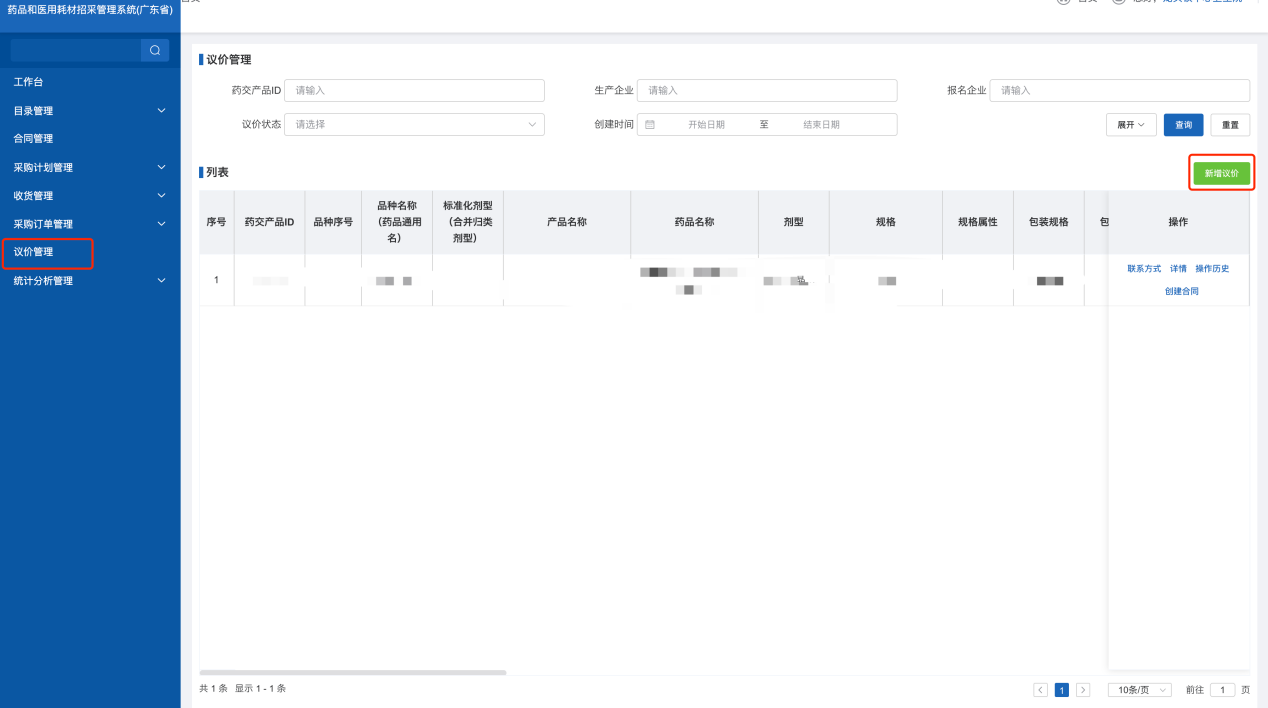 药品和医用耗材招采管理系统(广东省)
工作台
目录管理
合同管理
采购计划管理
收货管理
采购订单管理
议价管理
统计分析管理
议价管理
药交产品ID 请输入 生产企业 请输入 报名企业 请输入
议价状态 请选择 创建时间 开始日期 至 结束日期 展开 查询 重置
列表 新增议价
序号 药交产品ID 品种序号 品种名称(药品通用名) 标准化剂型(合并归类剂型) 产品名称 药品名称 剂型 规格 规格属性 包装规格 包 操作
1 联系方式 详情 操作历史
创建合同
共 1 条 显示 1 - 1 条 1 10条/页 前往 1 页